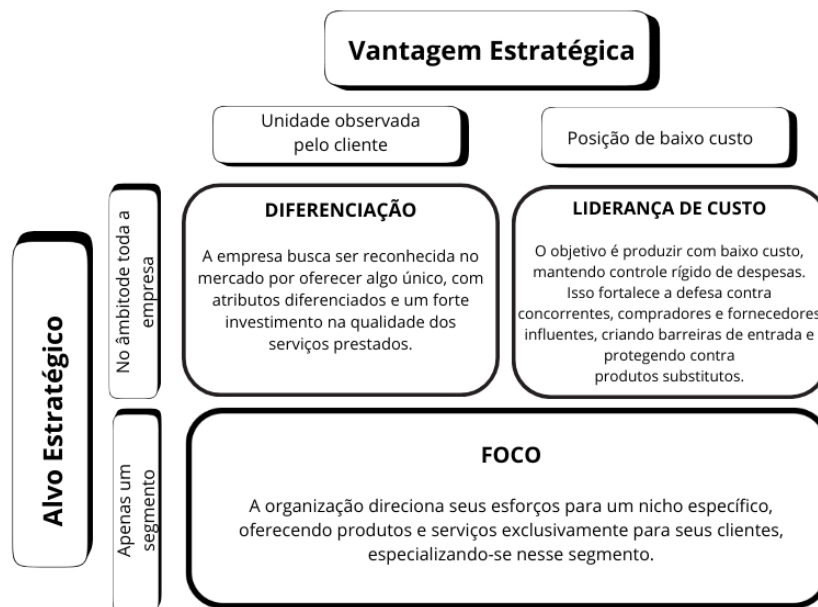 Vantagem Estratégica
Unidade observada
pelo cliente
Posição de baixo custo
Alvo Estratégico
No âmbitode toda a
empresa
DIFERENCIAÇÃO
A empresa busca ser reconhecida no
mercado por oferecer algo único, com
atributos diferenciados e um forte
investimento na qualidade dos
serviços prestados.
LIDERANÇA DE CUSTO
O objetivo é produzir com baixo custo,
mantendo controle rígido de despesas.
Isso fortalece a defesa contra
concorrentes, compradores e fornecedores
influentes, criando barreiras de entrada e
protegendo contra
produtos substitutos.
Apenas um
segmento
FOCO
A organização direciona seus esforços para um nicho específico,
oferecendo produtos e serviços exclusivamente para seus clientes,
especializando-se nesse segmento.